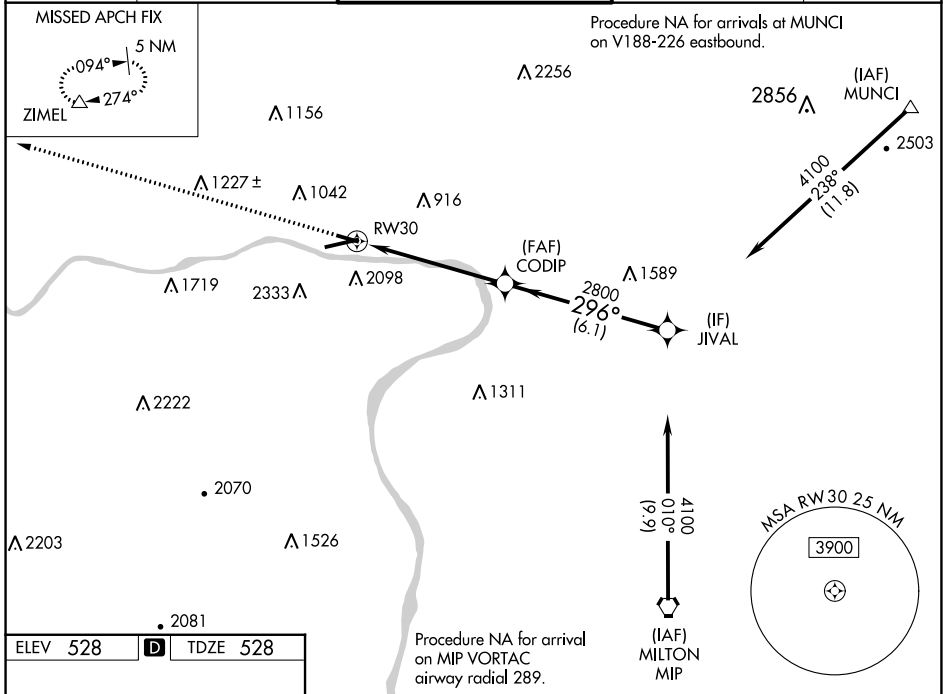 MISSED APCH FIX
5 NM
094°
274°
ZIMEL
Procedure NA for arrivals at MUNCI
on V188-226 eastbound.
2256
2856
(IAF)
MUNCI
2503
1156
4100
238°
(11.8)
1227 ±
1042
916
RW30
(FAF)
CODIP
1589
1719
2333
2098
2800
296°
(6.1)
(IF)
JIVAL
2222
1311
2070
4100
010°
(9.9)
MSA RW30 25 NM
3900
2203
1526
2081
(IAF)
MILTON
MIP
Procedure NA for arrival
on MIP VORTAC
airway radial 289.
ELEV 528
D
TDZE 528